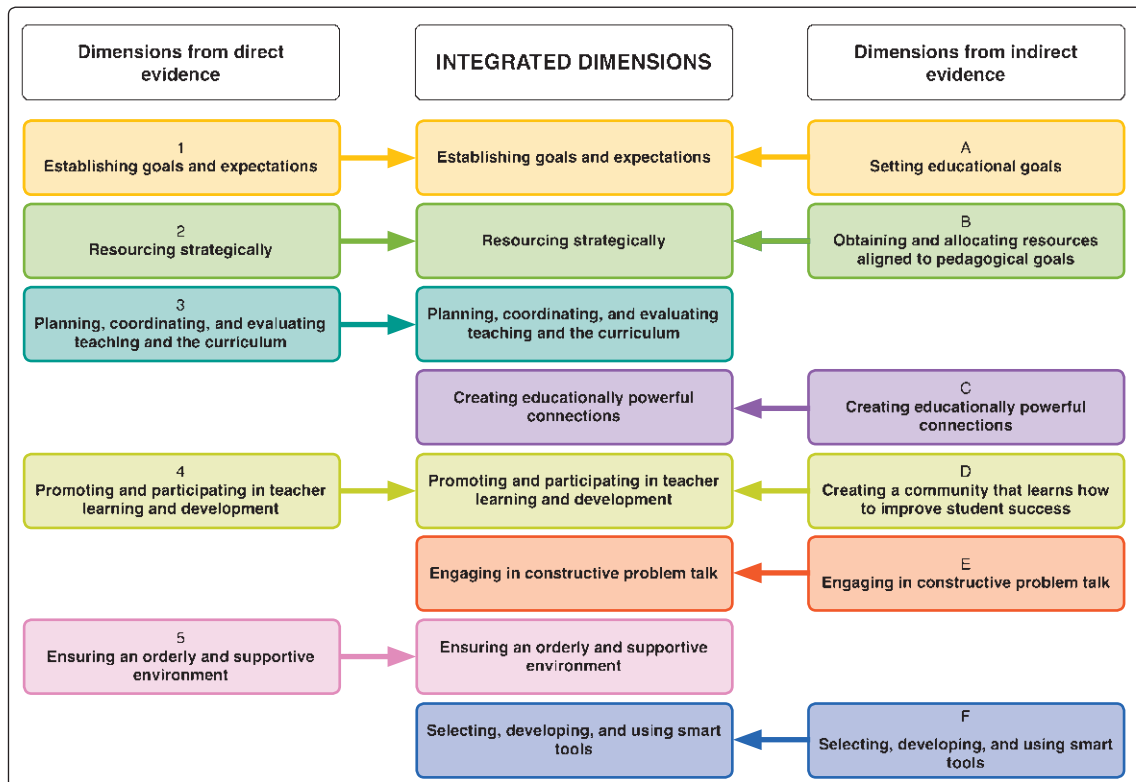 Dimensions from direct
evidence
INTEGRATED DIMENSIONS
Dimensions from indirect
evidence
1
Establishing goals and expectations
Establishing goals and expectations
A
Setting educational goals
2
Resourcing strategically
Resourcing strategically
B
Obtaining and allocating resources
aligned to pedagogical goals
3
Planning, coordinating, and evaluating
teaching and the curriculum
Planning, coordinating, and evaluating
teaching and the curriculum
Creating educationally powerful
connections
C
Creating educationally powerful
connections
4
Promoting and participating in teacher
learning and development
Promoting and participating in teacher
learning and development
D
Creating a community that learns how
to improve student success
Engaging in constructive problem talk
E
Engaging in constructive problem talk
5
Ensuring an orderly and supportive
environment
Ensuring an orderly and supportive
environment
Selecting, developing, and using smart
tools
F
Selecting, developing, and using smart
tools